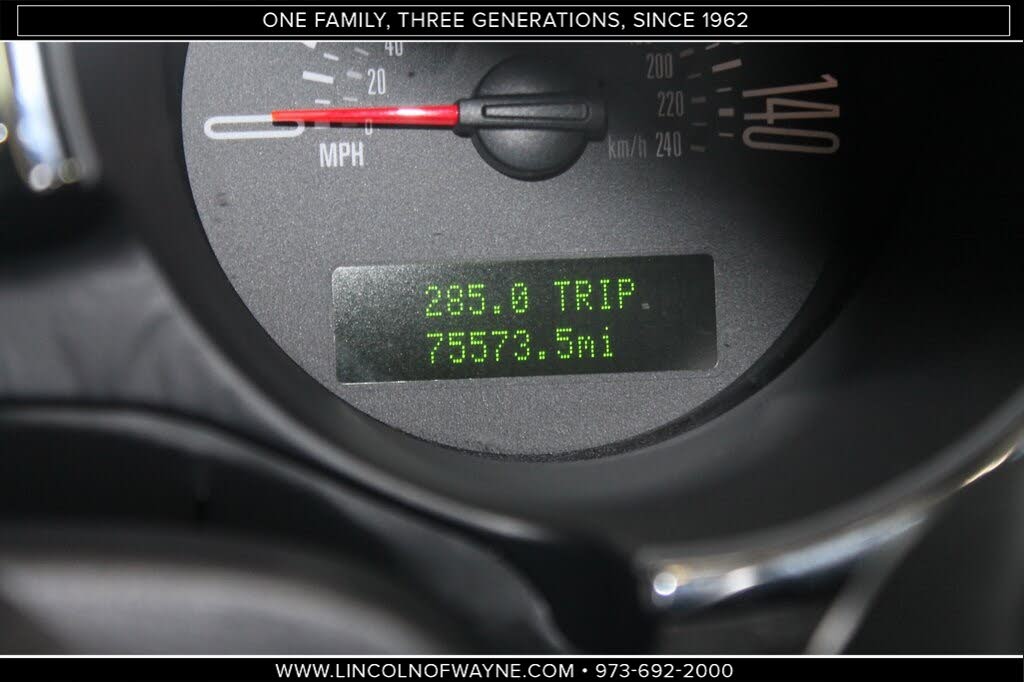 ONE FAMILY, THREE GENERATIONS, SINCE 1962
40
20
0
0
MPH
200
220
km/h 240
140
285.0 TRIP
75573.5mi
WWW.LINCOLNOFWAYNE.COM • 973-692-2000